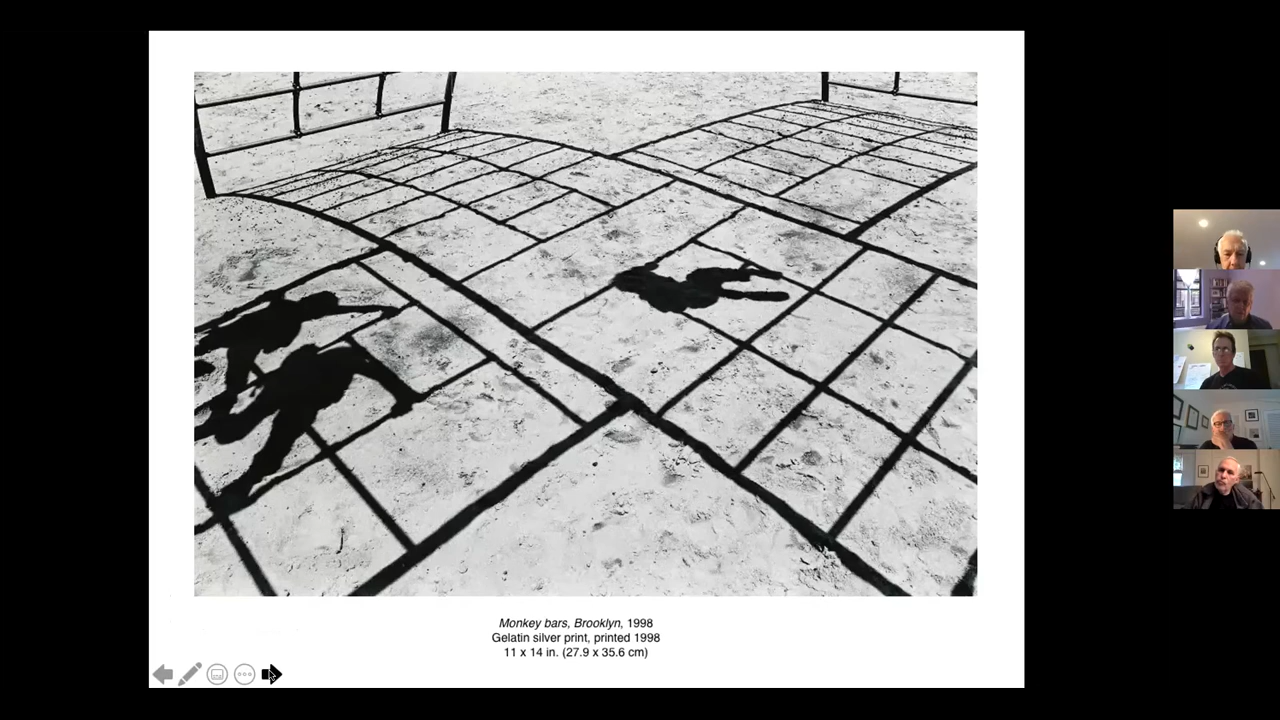 Monkey bars, Brooklyn, 1998
Gelatin silver print, printed 1998
11 x 14 in. (27.9 x 35.6 cm)